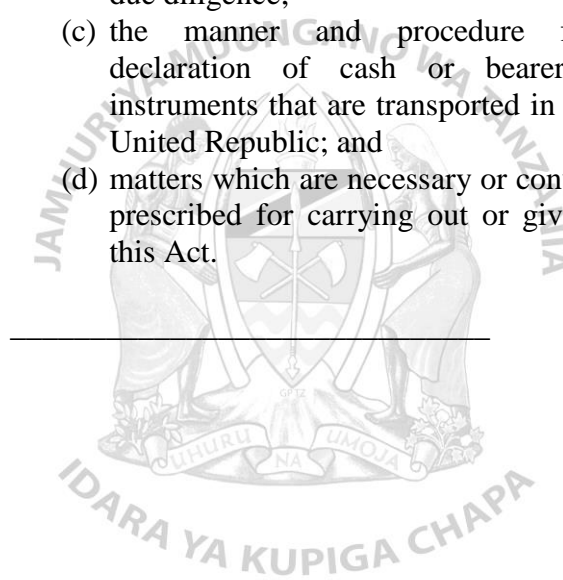 due diligence;
(c) the manner and procedure
declaration of cash or bearer
instruments that are transported in
United Republic; and
(d) matters which are necessary or
prescribed for carrying out or
this Act.
JAMHURI YA MUUNGANO WA TANZANIA
GPTZ
UHURU NA UMOJA
IDARA YA KUPIGA CHAPA